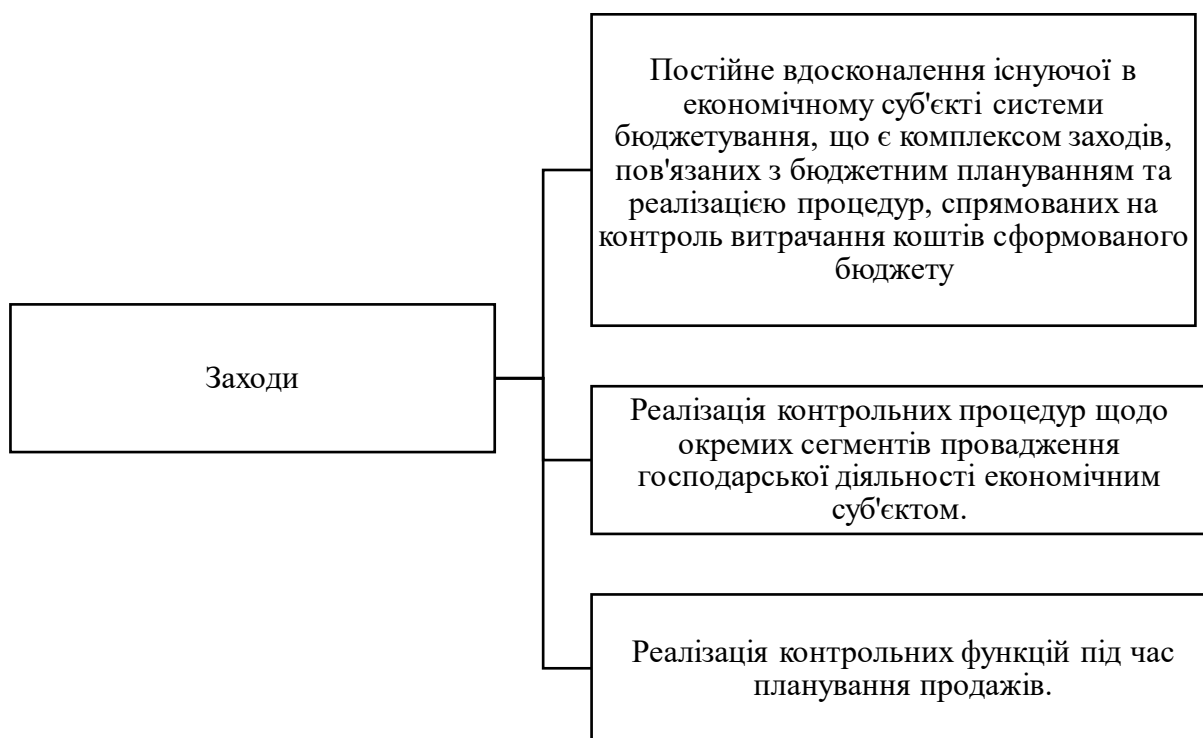 Постійне вдосконалення існуючої в
економічному суб'єкті системи
бюджетування, що є комплексом заходів,
пов'язаних з бюджетним плануванням та
реалізацією процедур, спрямованих на
контроль витрачання коштів сформованого
бюджету
Заходи
Реалізація контрольних процедур щодо
окремих сегментів провадження
господарської діяльності економічним
суб'єктом.
Реалізація контрольних функцій під час
планування продажів.